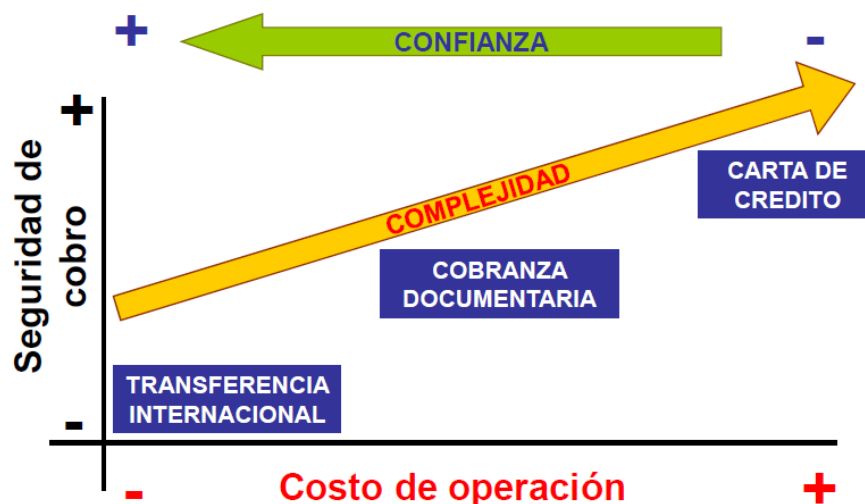 +
CONFIANZA
-
+
Seguridad de
cobro
-
COMPLEJIDAD
CARTA DE
CREDITO
COBRANZA
DOCUMENTARIA
TRANSFERENCIA
INTERNACIONAL
-
Costo de operación
+